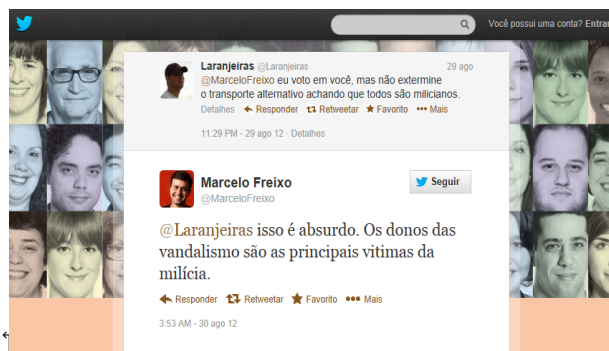 Você possui uma conta? Entrar
Laranjeiras @Laranjeiras 29 ago
@MarceloFreixo eu voto em você, mas não extermine
o transporte alternativo achando que todos são milicianos.
Detalhes Responder Retweetar Favorito Mais
11:29 PM - 29 ago 12 · Detalhes
Marcelo Freixo
@MarceloFreixo
Seguir
@Laranjeiras isso é absurdo. Os donos das
vandalismo são as principais vitimas da
milícia.
Responder Retweetar Favorito Mais
3:53 AM - 30 ago 12